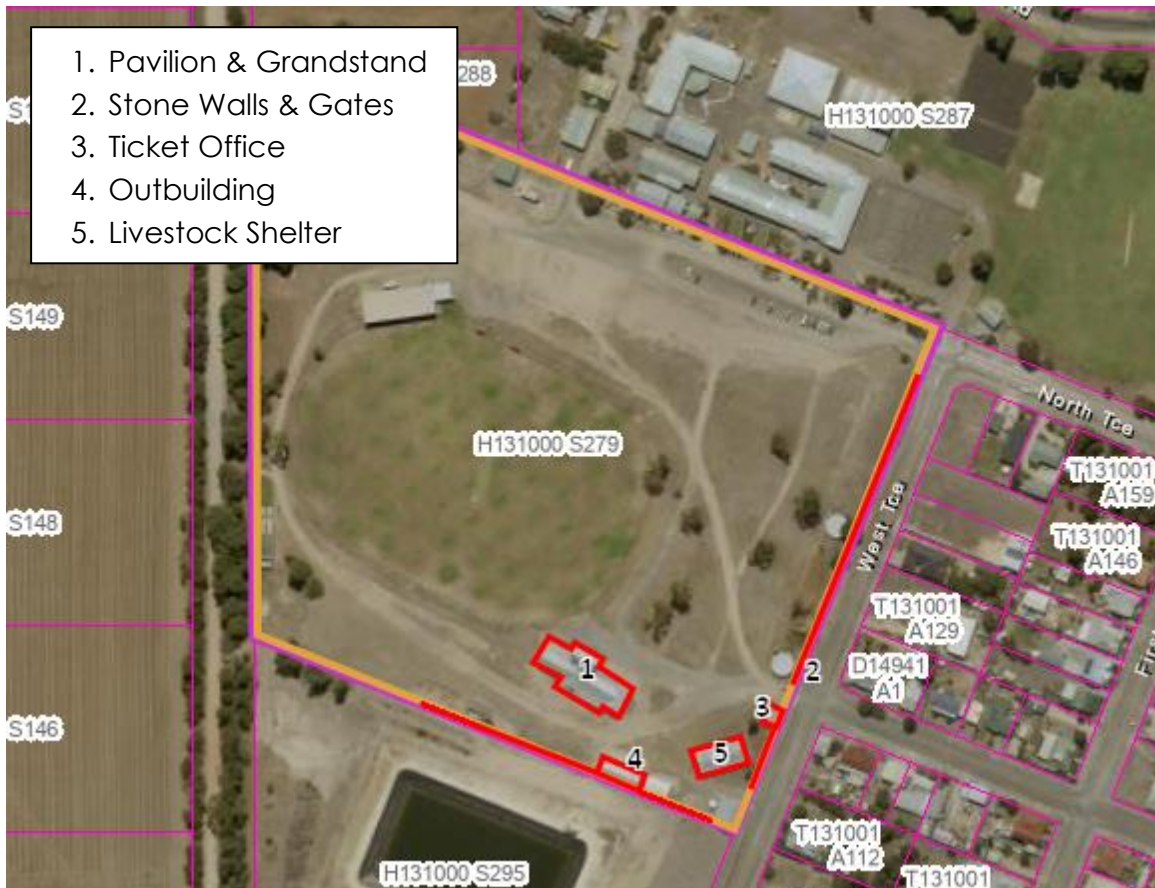 1. Pavilion & Grandstand
2. Stone Walls & Gates
3. Ticket Office
4. Outbuilding
5. Livestock Shelter
288
H131000 S287
S149
H131000 S279
North Tce
T131001
A159
S148
West Tce
T131001
A146
T131001
A129
D14941
A1
1
2
3
S146
5
4
T131001
A112
H131000 S295
T131001